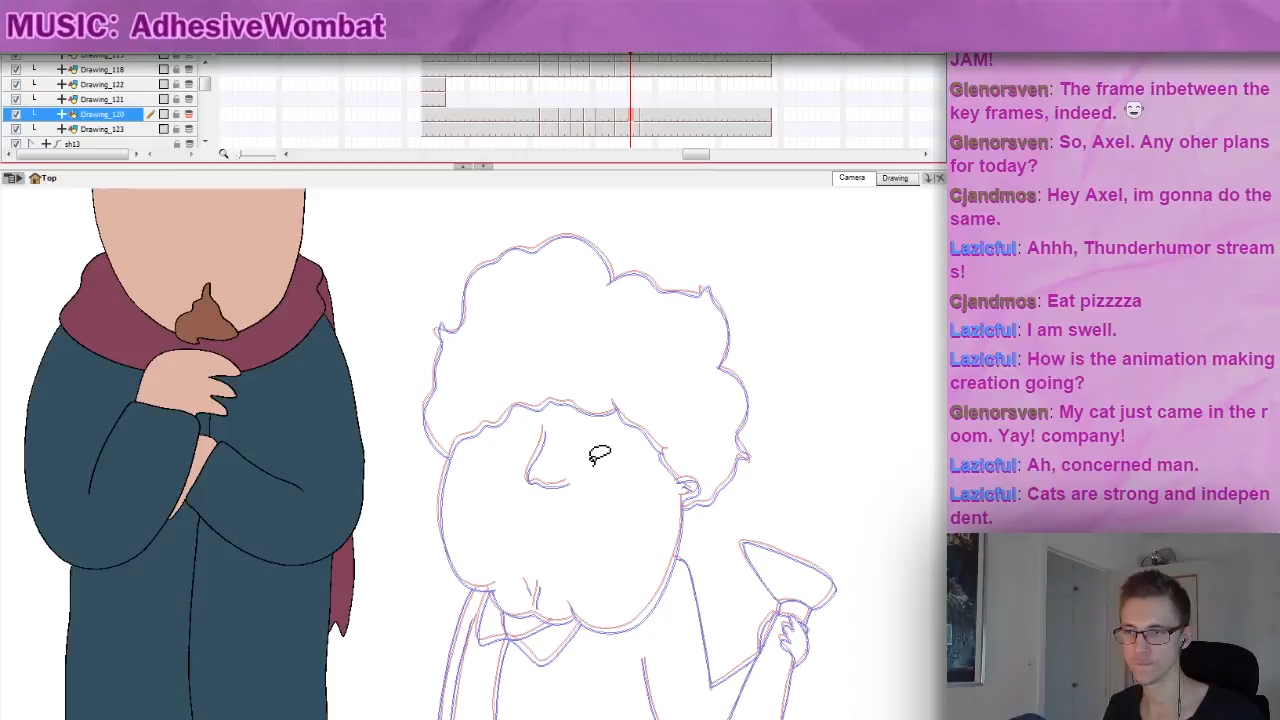 MUSIC: AdhesiveWombat
Drawing_118
Drawing_122
Drawing_121
Drawing_120
Drawing_123
sh13
Top
Camera
Drawing
JAM!
Glenorsven: The frame inbetween the
key frames, indeed.
Glenorsven: So, Axel. Any oher plans
for today?
Cjandmos: Hey Axel, im gonna do the
same.
Lazicful: Ahhh, Thunderhumor stream
s!
Cjandmos: Eat pizzzza
Lazicful: I am swell.
Lazicful: How is the animation making
creation going?
Glenorsven: My cat just came in the r
oom. Yay! company!
Lazicful: Ah, concerned man.
Lazicful: Cats are strong and indepen
dent.